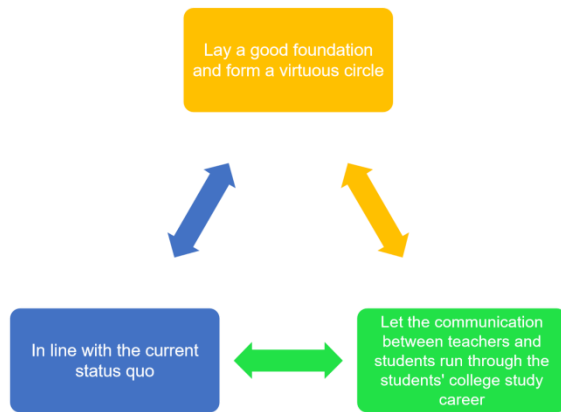 Lay a good foundation
and form a virtuous circle
In line with the current
status quo
Let the communication
between teachers and
students run through the
students' college study
career